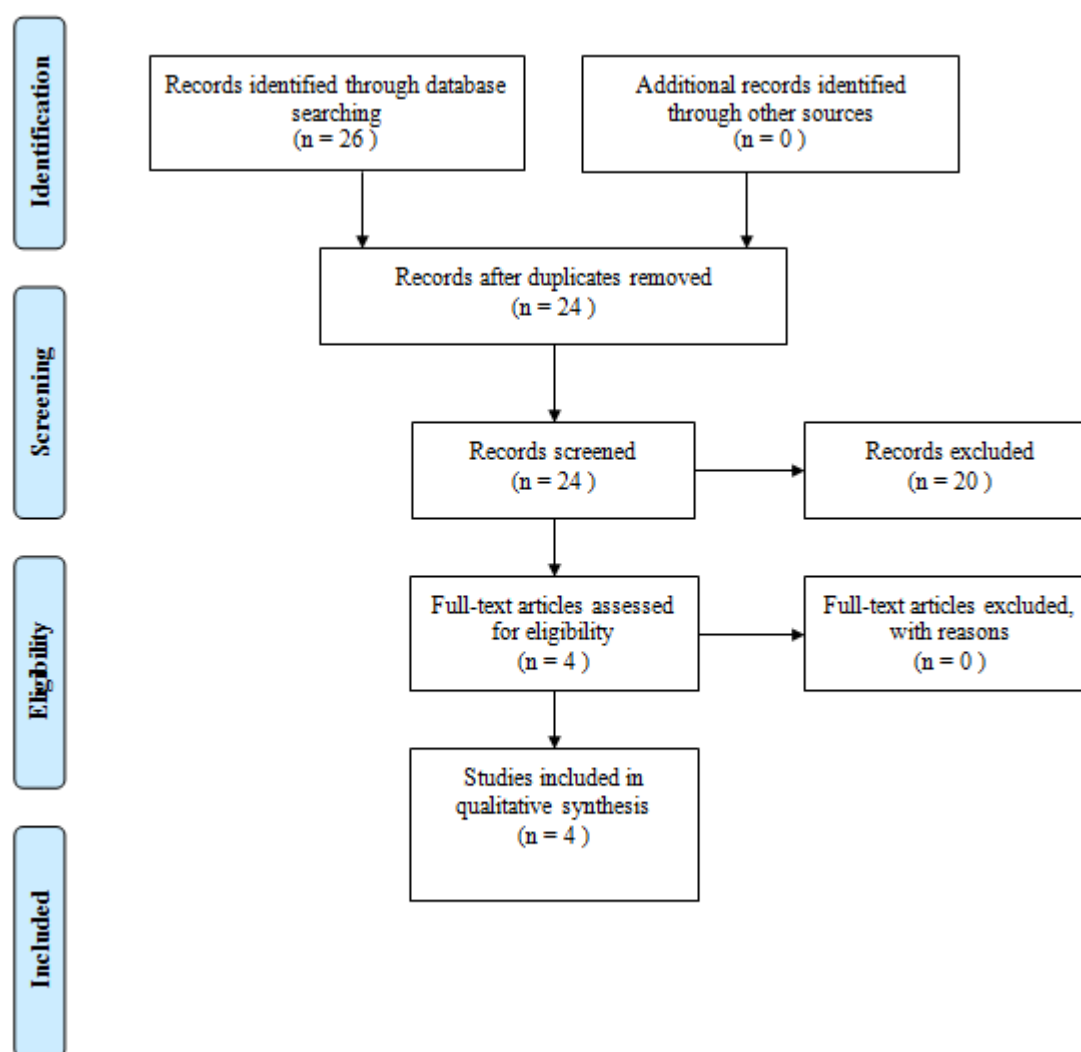 Identification
Records identified through database
searching
(n = 26 )
Additional records identified
through other sources
(n = 0 )
Records after duplicates removed
(n = 24 )
Screening
Records screened
(n = 24 )
Records excluded
(n = 20 )
Eligibility
Full-text articles assessed
for eligibility
(n = 4 )
Full-text articles excluded,
with reasons
(n = 0 )
Studies included in
qualitative synthesis
(n = 4 )
Included